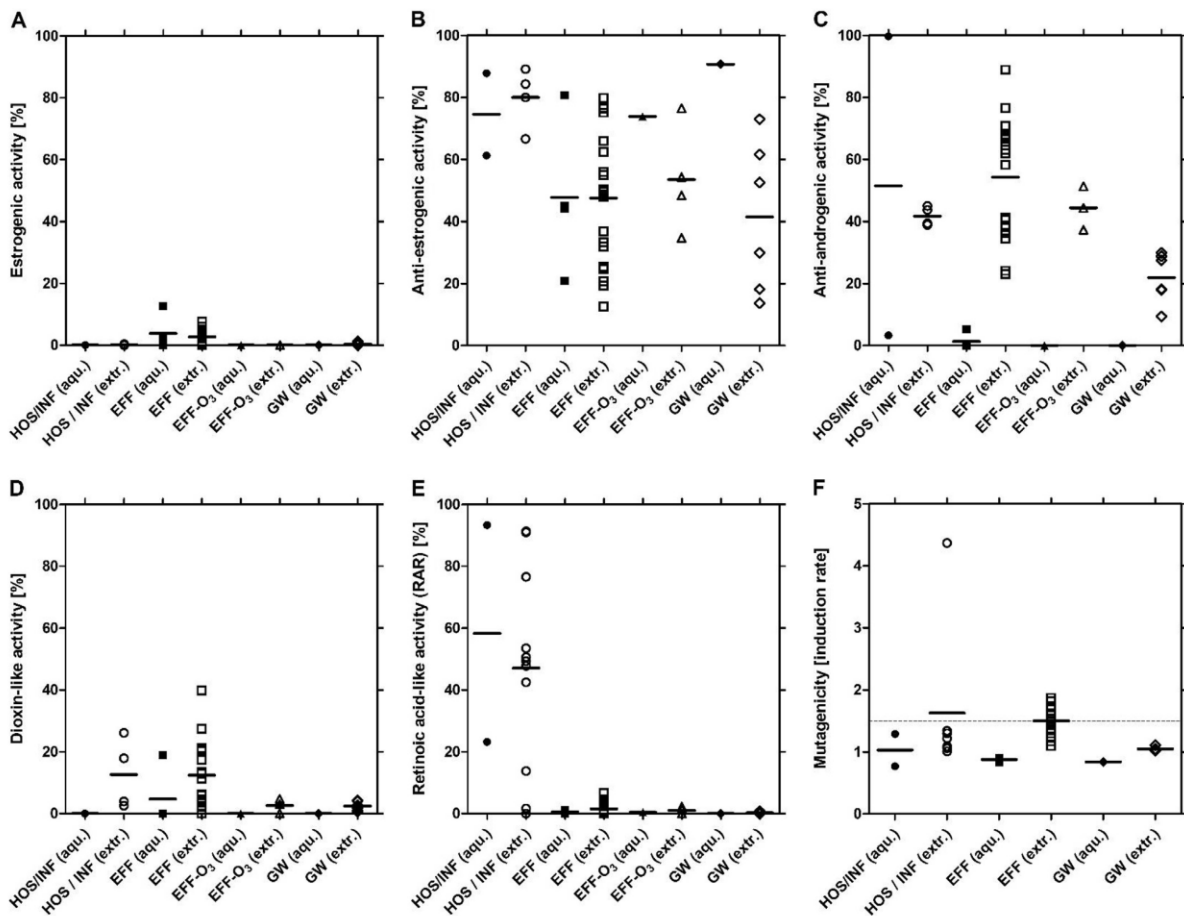 A
Estrogenic activity [%]
100
80
60
40
20
0
HOS/INF (aqu.)
HOS / INF (extr.)
EFF (aqu.)
EFF (extr.)
EFF-O₃ (aqu.)
EFF-O₃ (extr.)
GW (aqu.)
GW (extr.)
B
Anti-estrogenic activity [%]
100
80
60
40
20
0
HOS/INF (aqu.)
HOS / INF (extr.)
EFF (aqu.)
EFF (extr.)
EFF-O₃ (aqu.)
EFF-O₃ (extr.)
GW (aqu.)
GW (extr.)
C
Anti-androgenic activity [%]
100
80
60
40
20
0
HOS/INF (aqu.)
HOS / INF (extr.)
EFF (aqu.)
EFF (extr.)
EFF-O₃ (aqu.)
EFF-O₃ (extr.)
GW (aqu.)
GW (extr.)
D
Dioxin-like activity [%]
100
80
60
40
20
0
HOS/INF (aqu.)
HOS / INF (extr.)
EFF (aqu.)
EFF (extr.)
EFF-O₃ (aqu.)
EFF-O₃ (extr.)
GW (aqu.)
GW (extr.)
E
Retinoic acid-like activity (RAR) [%]
100
80
60
40
20
0
HOS/INF (aqu.)
HOS / INF (extr.)
EFF (aqu.)
EFF (extr.)
EFF-O₃ (aqu.)
EFF-O₃ (extr.)
GW (aqu.)
GW (extr.)
F
Mutagenicity [induction rate]
5
4
3
2
1
0
HOS/INF (aqu.)
HOS / INF (extr.)
EFF (aqu.)
EFF (extr.)
GW (aqu.)
GW (extr.)